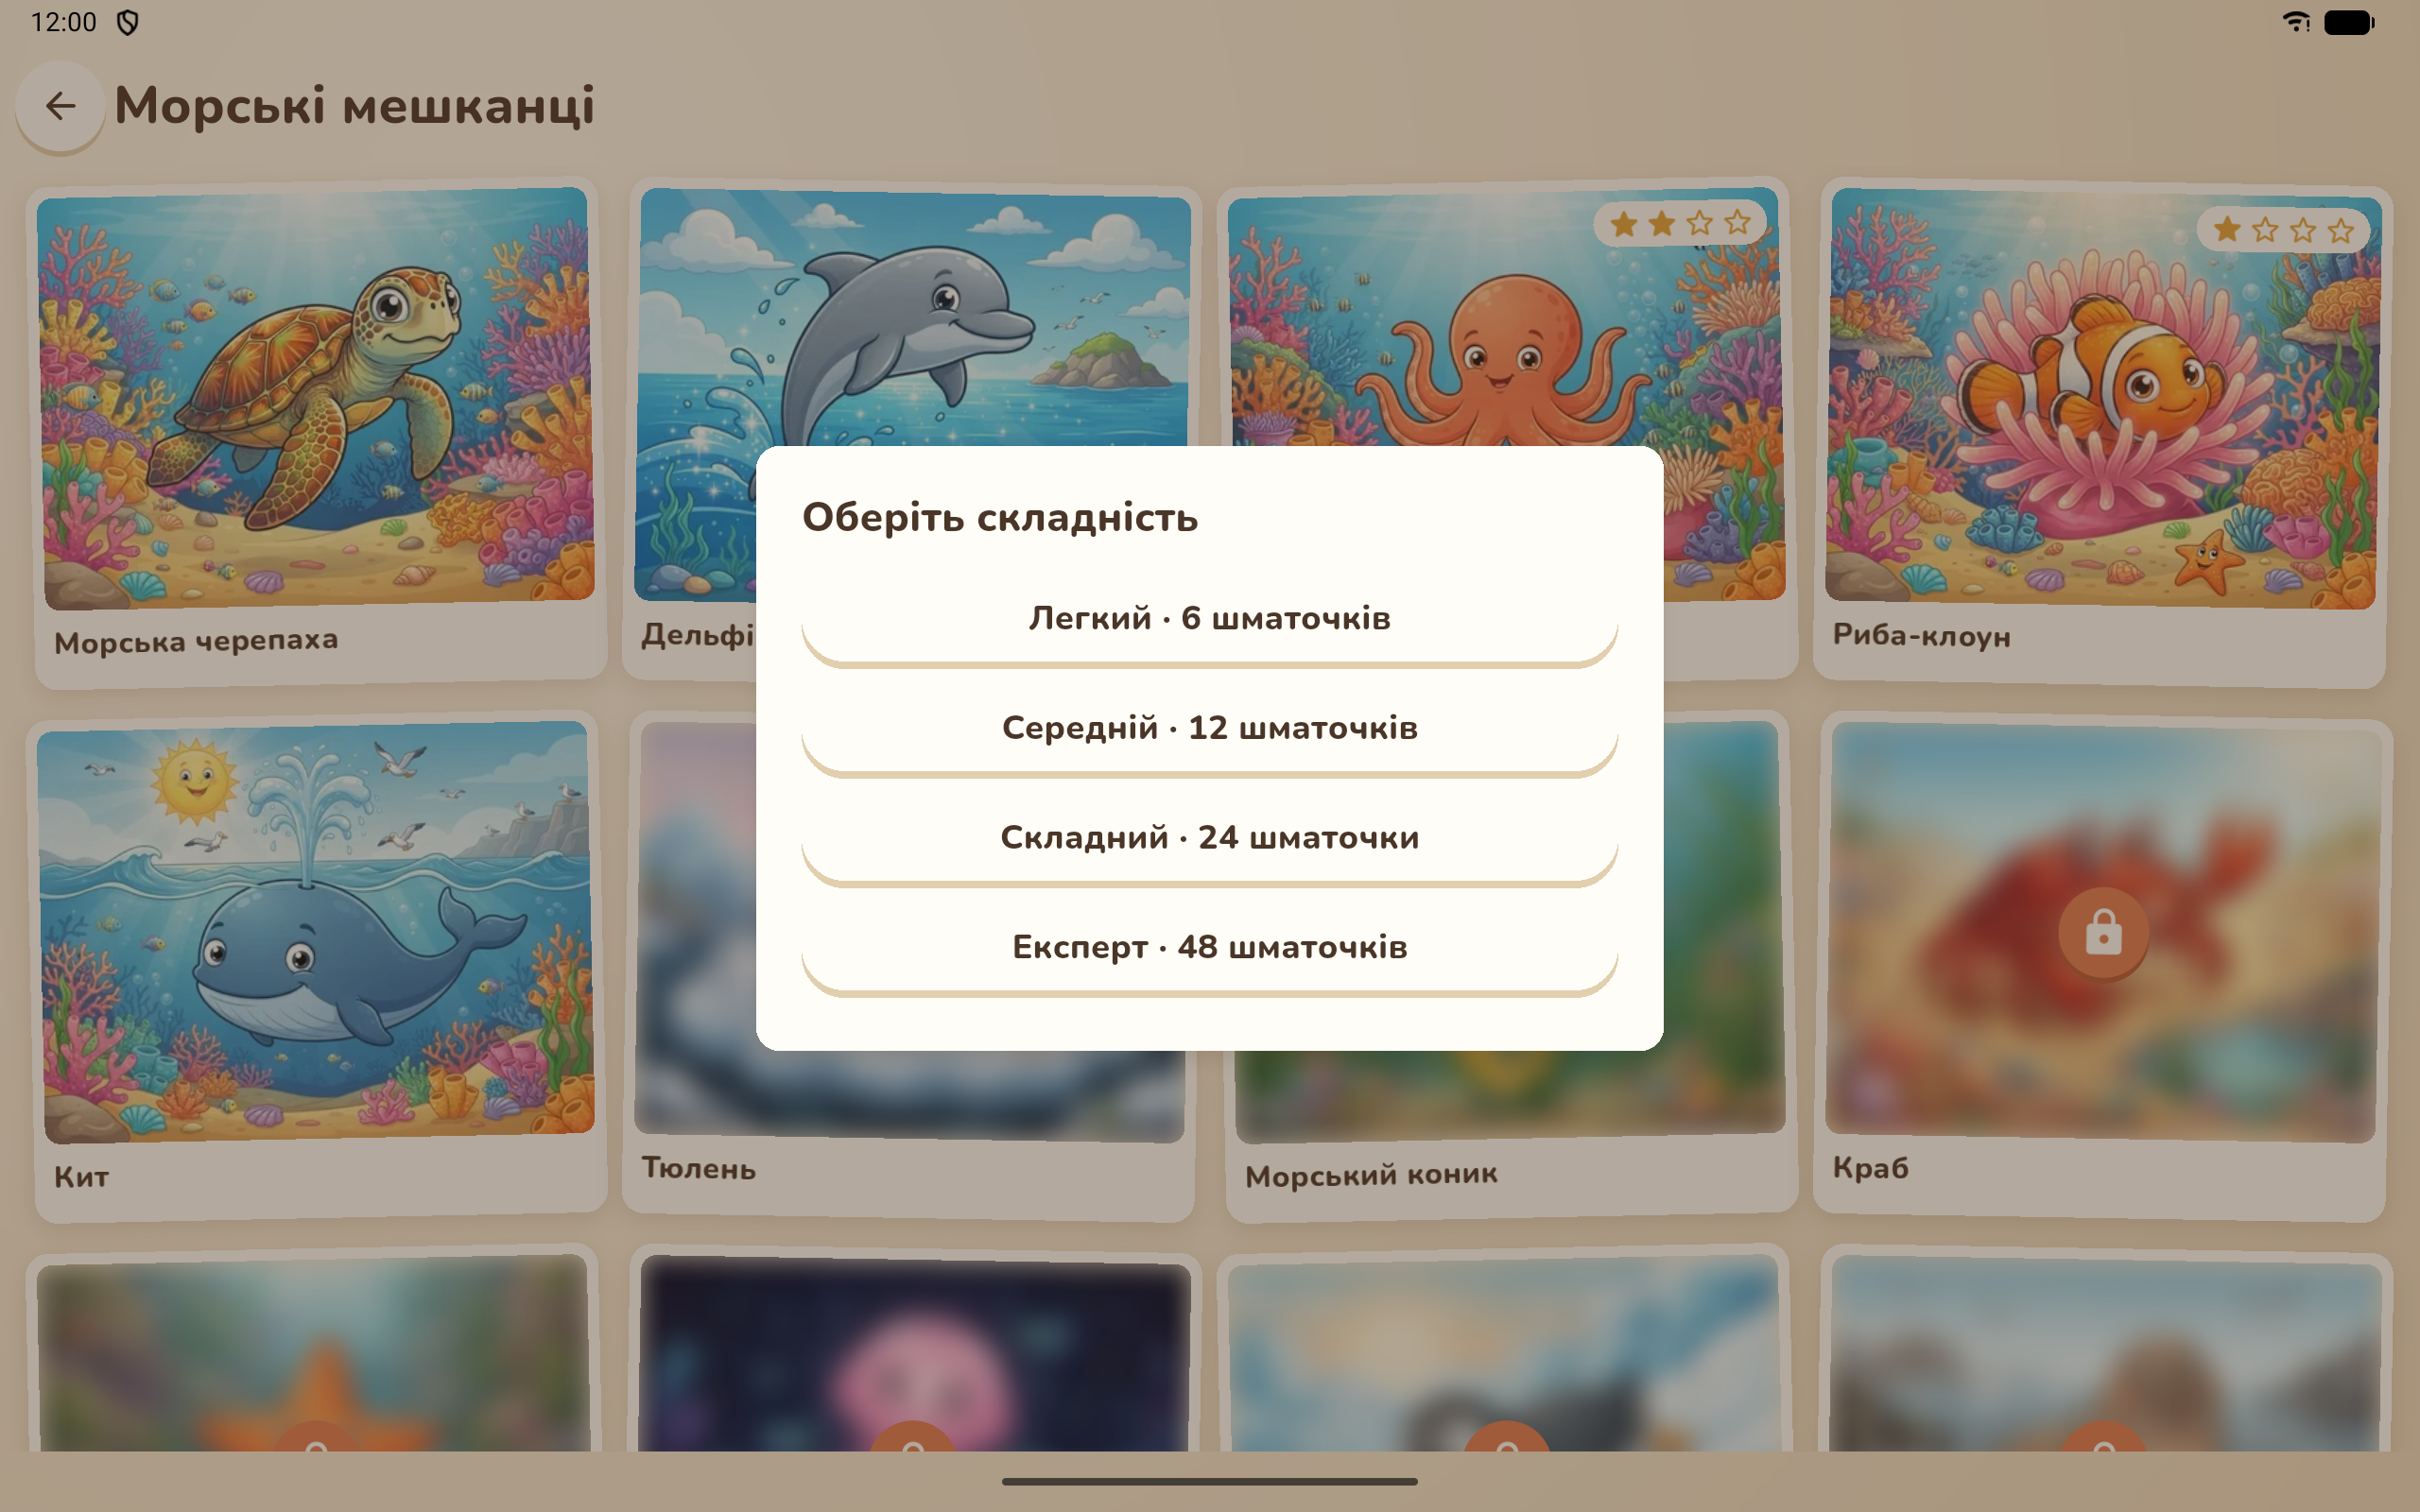 12:00
Морські мешканці
Морська черепаха
Дельфі
Риба-клоун
Оберіть складність
Легкий · 6 шматочків
Середній · 12 шматочків
Складний · 24 шматочки
Експерт · 48 шматочків
Кит
Тюлень
Морський коник
Краб